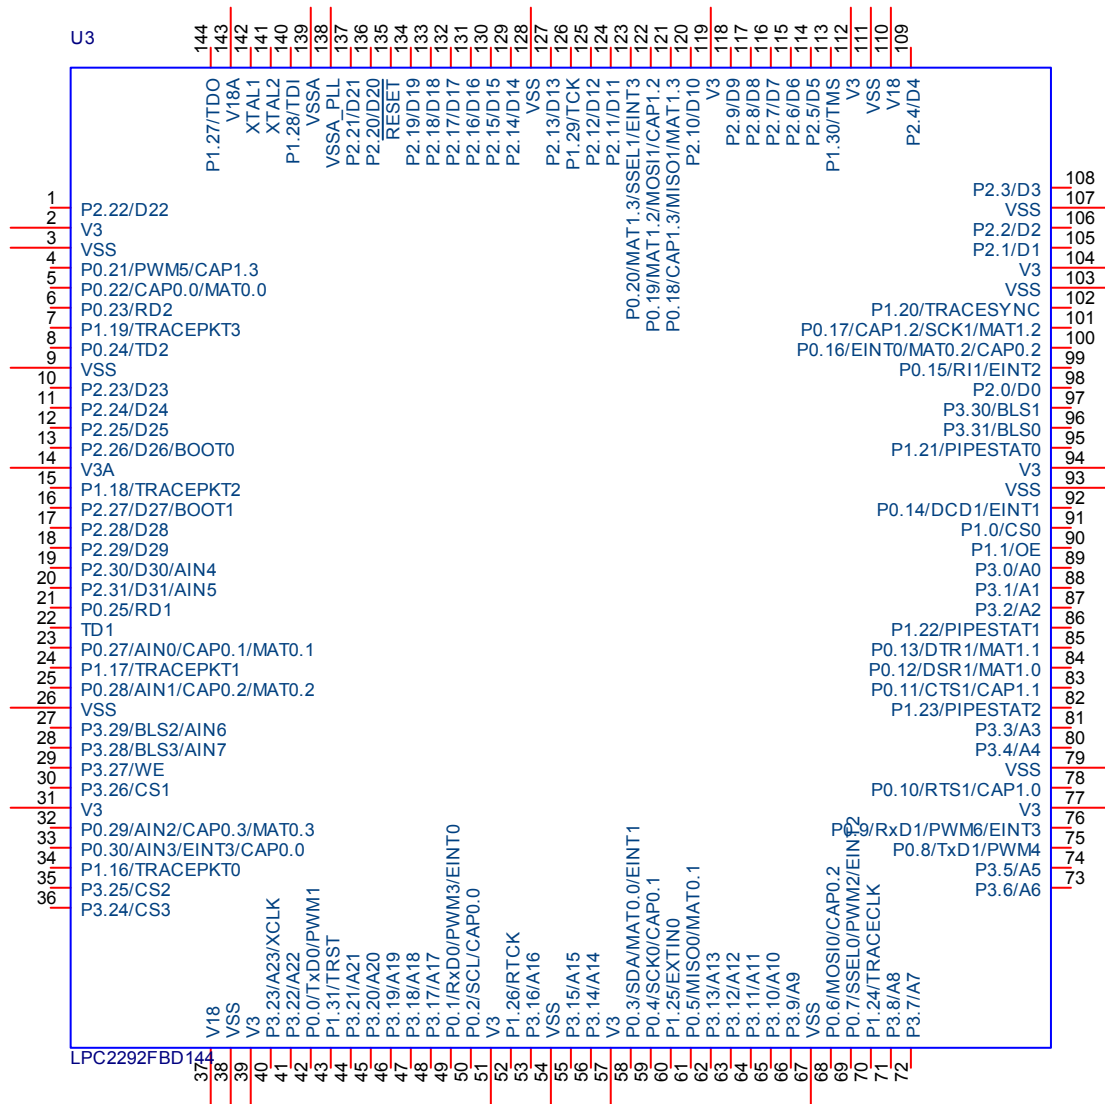 U3
144 P1.27/TDO
143 V18A
142 XTAL1
141 XTAL2
140 P1.28/TDI
139 VSSA
138 VSSA_PLL
137 P2.21/D21
136 P2.20/D20
135 RESET
134 P2.19/D19
133 P2.18/D18
132 P2.17/D17
131 P2.16/D16
130 P2.15/D15
129 P2.14/D14
128 VSS
127 P2.13/D13
126 P1.29/TCK
125 P2.12/D12
124 P2.11/D11
123 P0.20/MAT1.3/SSEL1/EINT3
122 P0.19/MAT1.2/MOSI1/CAP1.2
121 P0.18/CAP1.3/MISO1/MAT1.3
120 P2.10/D10
119 V3
118 P2.9/D9
117 P2.8/D8
116 P2.7/D7
115 P2.6/D6
114 P2.5/D5
113 P1.30/TMS
112 V3
111 VSS
110 V18
109 P2.4/D4
1 P2.22/D22
2 V3
3 VSS
4 P0.21/PWM5/CAP1.3
5 P0.22/CAP0.0/MAT0.0
6 P0.23/RD2
7 P1.19/TRACEPKT3
8 P0.24/TD2
9 VSS
10 P2.23/D23
11 P2.24/D24
12 P2.25/D25
13 P2.26/D26/BOOT0
14 V3A
15 P1.18/TRACEPKT2
16 P2.27/D27/BOOT1
17 P2.28/D28
18 P2.29/D29
19 P2.30/D30/AIN4
20 P2.31/D31/AIN5
21 P0.25/RD1
22 TD1
23 P0.27/AIN0/CAP0.1/MAT0.1
24 P1.17/TRACEPKT1
25 P0.28/AIN1/CAP0.2/MAT0.2
26 VSS
27 P3.29/BLS2/AIN6
28 P3.28/BLS3/AIN7
29 P3.27/WE
30 P3.26/CS1
31 V3
32 P0.29/AIN2/CAP0.3/MAT0.3
33 P0.30/AIN3/EINT3/CAP0.0
34 P1.16/TRACEPKT0
35 P3.25/CS2
36 P3.24/CS3
P2.3/D3 108
VSS 107
P2.2/D2 106
P2.1/D1 105
V3 104
VSS 103
P1.20/TRACESYNC 102
P0.17/CAP1.2/SCK1/MAT1.2 101
P0.16/EINT0/MAT0.2/CAP0.2 100
P0.15/RI1/EINT2 99
P2.0/D0 98
P3.30/BLS1 97
P3.31/BLS0 96
P1.21/PIPESTAT0 95
V3 94
VSS 93
P0.14/DCD1/EINT1 92
P1.0/CS0 91
P1.1/OE 90
P3.0/A0 89
P3.1/A1 88
P3.2/A2 87
P1.22/PIPESTAT1 86
P0.13/DTR1/MAT1.1 85
P0.12/DSR1/MAT1.0 84
P0.11/CTS1/CAP1.1 83
P1.23/PIPESTAT2 82
P3.3/A3 81
P3.4/A4 80
VSS 79
P0.10/RTS1/CAP1.0 78
V3 77
P0.9/RxD1/PWM6/EINT3 76
P0.8/TxD1/PWM4 75
P3.5/A5 74
P3.6/A6 73
37 V18
38 VSS
39 V3
40 P3.23/A23/XCLK
41 P3.22/A22
42 P0.0/TxD0/PWM1
43 P1.31/TRST
44 P3.21/A21
45 P3.20/A20
46 P3.19/A19
47 P3.18/A18
48 P3.17/A17
49 P0.1/RxD0/PWM3/EINT0
50 P0.2/SCL/CAP0.0
51 V3
52 P1.26/RTCK
53 P3.16/A16
54 VSS
55 P3.15/A15
56 P3.14/A14
57 V3
58 P0.3/SDA/MAT0.0/EINT1
59 P0.4/SCK0/CAP0.1
60 P1.25/EXTIN0
61 P0.5/MISO0/MAT0.1
62 P3.13/A13
63 P3.12/A12
64 P3.11/A11
65 P3.10/A10
66 P3.9/A9
67 VSS
68 P0.6/MOSI0/CAP0.2
69 P0.7/SSEL0/PWM2/EINT2
70 P1.24/TRACECLK
71 P3.8/A8
72 P3.7/A7
LPC2292FBD144